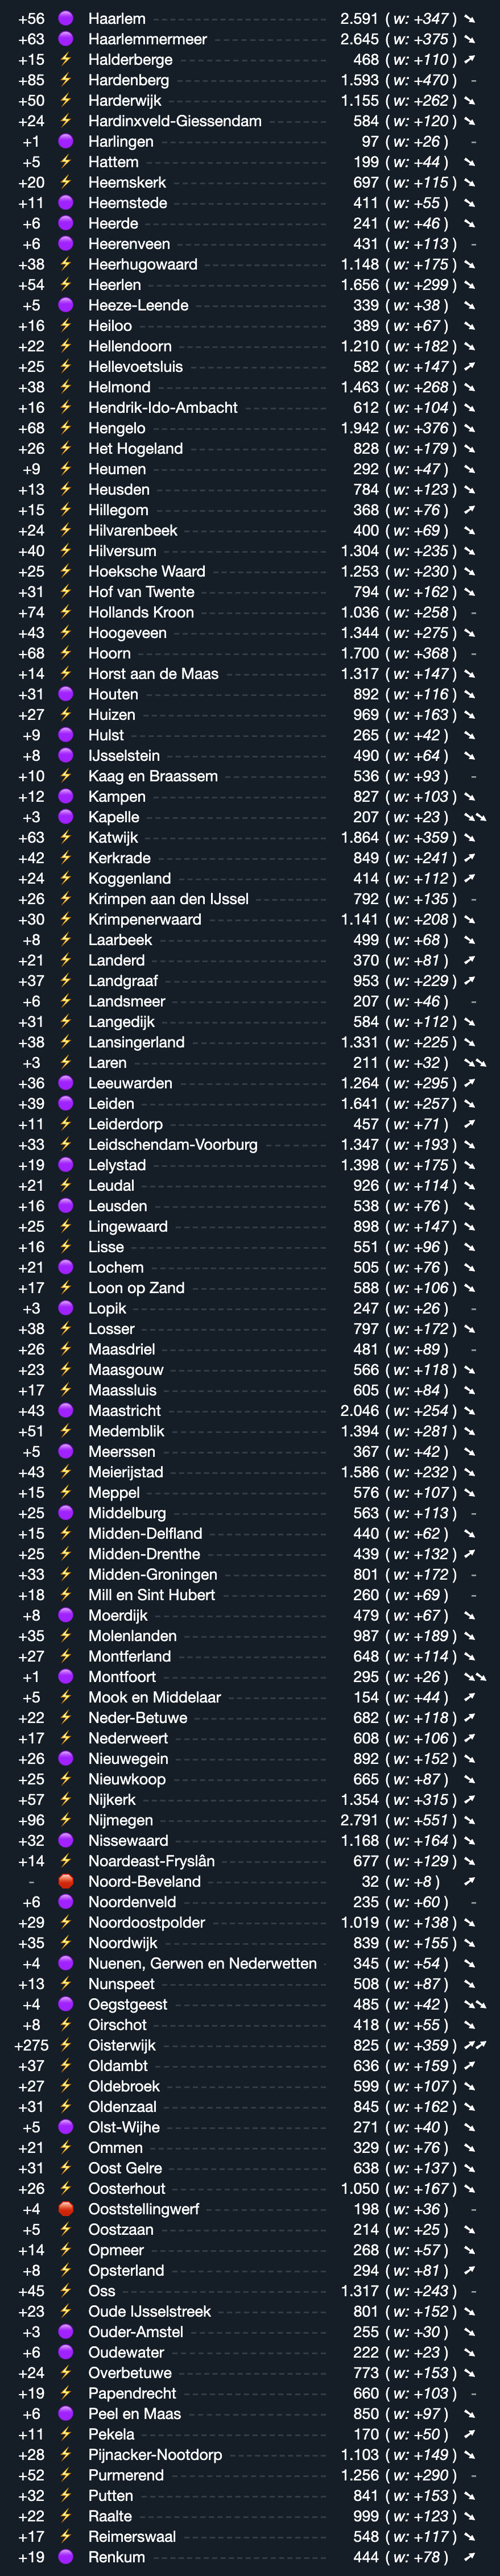 +56 Haarlem 2.591 ( w: +347 )
+63 Haarlemmermeer 2.645 ( w: +375 )
+15 Halderberge 468 ( w: +110 )
+85 Hardenberg 1.593 ( w: +470 ) -
+50 Harderwijk 1.155 ( w: +262 )
+24 Hardinxveld-Giessendam 584 ( w: +120 )
+1 Harlingen 97 ( w: +26 ) -
+5 Hattem 199 ( w: +44 )
+20 Heemskerk 697 ( w: +115 )
+11 Heemstede 411 ( w: +55 )
+6 Heerde 241 ( w: +46 )
+6 Heerenveen 431 ( w: +113 ) -
+38 Heerhugowaard 1.148 ( w: +175 )
+54 Heerlen 1.656 ( w: +299 )
+5 Heeze-Leende 339 ( w: +38 )
+16 Heiloo 389 ( w: +67 )
+22 Hellendoorn 1.210 ( w: +182 )
+25 Hellevoetsluis 582 ( w: +147 )
+38 Helmond 1.463 ( w: +268 )
+16 Hendrik-Ido-Ambacht 612 ( w: +104 )
+68 Hengelo 1.942 ( w: +376 )
+26 Het Hogeland 828 ( w: +179 )
+9 Heumen 292 ( w: +47 )
+13 Heusden 784 ( w: +123 )
+15 Hillegom 368 ( w: +76 )
+24 Hilvarenbeek 400 ( w: +69 )
+40 Hilversum 1.304 ( w: +235 )
+25 Hoeksche Waard 1.253 ( w: +230 )
+31 Hof van Twente 794 ( w: +162 )
+74 Hollands Kroon 1.036 ( w: +258 ) -
+43 Hoogeveen 1.344 ( w: +275 )
+68 Hoorn 1.700 ( w: +368 ) -
+14 Horst aan de Maas 1.317 ( w: +147 )
+31 Houten 892 ( w: +116 )
+27 Huizen 969 ( w: +163 )
+9 Hulst 265 ( w: +42 )
+8 IJsselstein 490 ( w: +64 )
+10 Kaag en Braassem 536 ( w: +93 ) -
+12 Kampen 827 ( w: +103 )
+3 Kapelle 207 ( w: +23 )
+63 Katwijk 1.864 ( w: +359 )
+42 Kerkrade 849 ( w: +241 )
+24 Koggenland 414 ( w: +112 )
+26 Krimpen aan den IJssel 792 ( w: +135 ) -
+30 Krimpenerwaard 1.141 ( w: +208 )
+8 Laarbeek 499 ( w: +68 )
+21 Landerd 370 ( w: +81 )
+37 Landgraaf 953 ( w: +229 )
+6 Landsmeer 207 ( w: +46 ) -
+31 Langedijk 584 ( w: +112 )
+38 Lansingerland 1.331 ( w: +225 )
+3 Laren 211 ( w: +32 )
+36 Leeuwarden 1.264 ( w: +295 )
+39 Leiden 1.641 ( w: +257 )
+11 Leiderdorp 457 ( w: +71 )
+33 Leidschendam-Voorburg 1.347 ( w: +193 )
+19 Lelystad 1.398 ( w: +175 )
+21 Leudal 926 ( w: +114 )
+16 Leusden 538 ( w: +76 )
+25 Lingewaard 898 ( w: +147 )
+16 Lisse 551 ( w: +96 )
+21 Lochem 505 ( w: +76 )
+17 Loon op Zand 588 ( w: +106 )
+3 Lopik 247 ( w: +26 ) -
+38 Losser 797 ( w: +172 )
+26 Maasdriel 481 ( w: +89 ) -
+23 Maasgouw 566 ( w: +118 )
+17 Maassluis 605 ( w: +84 )
+43 Maastricht 2.046 ( w: +254 )
+51 Medemblik 1.394 ( w: +281 )
+5 Meerssen 367 ( w: +42 )
+43 Meierijstad 1.586 ( w: +232 )
+15 Meppel 576 ( w: +107 )
+25 Middelburg 563 ( w: +113 ) -
+15 Midden-Delfland 440 ( w: +62 )
+25 Midden-Drenthe 439 ( w: +132 )
+33 Midden-Groningen 801 ( w: +172 ) -
+18 Mill en Sint Hubert 260 ( w: +69 ) -
+8 Moerdijk 479 ( w: +67 )
+35 Molenlanden 987 ( w: +189 )
+27 Montferland 648 ( w: +114 )
+1 Montfoort 295 ( w: +26 )
+5 Mook en Middelaar 154 ( w: +44 )
+22 Neder-Betuwe 682 ( w: +118 )
+17 Nederweert 608 ( w: +106 )
+26 Nieuwegein 892 ( w: +152 )
+25 Nieuwkoop 665 ( w: +87 )
+57 Nijkerk 1.354 ( w: +315 )
+96 Nijmegen 2.791 ( w: +551 )
+32 Nissewaard 1.168 ( w: +164 )
+14 Noardeast-Fryslân 677 ( w: +129 )
- Noord-Beveland 32 ( w: +8 )
+6 Noordenveld 235 ( w: +60 ) -
+29 Noordoostpolder 1.019 ( w: +138 )
+35 Noordwijk 839 ( w: +155 )
+4 Nuenen, Gerwen en Nederwetten 345 ( w: +54 )
+13 Nunspeet 508 ( w: +87 )
+4 Oegstgeest 485 ( w: +42 )
+8 Oirschot 418 ( w: +55 )
+275 Oisterwijk 825 ( w: +359 )
+37 Oldambt 636 ( w: +159 )
+27 Oldebroek 599 ( w: +107 )
+31 Oldenzaal 845 ( w: +162 )
+5 Olst-Wijhe 271 ( w: +40 )
+21 Ommen 329 ( w: +76 )
+31 Oost Gelre 638 ( w: +137 )
+26 Oosterhout 1.050 ( w: +167 )
+4 Ooststellingwerf 198 ( w: +36 ) -
+5 Oostzaan 214 ( w: +25 )
+14 Opmeer 268 ( w: +57 )
+8 Opsterland 294 ( w: +81 )
+45 Oss 1.317 ( w: +243 ) -
+23 Oude IJsselstreek 801 ( w: +152 )
+3 Ouder-Amstel 255 ( w: +30 )
+6 Oudewater 222 ( w: +23 )
+24 Overbetuwe 773 ( w: +153 )
+19 Papendrecht 660 ( w: +103 ) -
+6 Peel en Maas 850 ( w: +97 )
+11 Pekela 170 ( w: +50 )
+28 Pijnacker-Nootdorp 1.103 ( w: +149 )
+52 Purmerend 1.256 ( w: +290 ) -
+32 Putten 841 ( w: +153 )
+22 Raalte 999 ( w: +123 )
+17 Reimerswaal 548 ( w: +117 )
+19 Renkum 444 ( w: +78 )